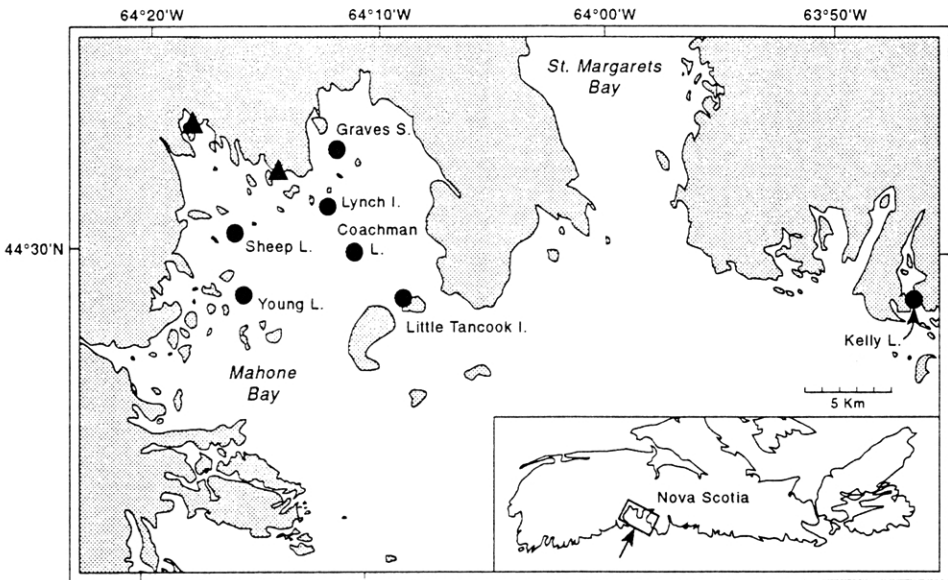 64°20'W 64°10'W 64°00'W 63°50'W
St. Margarets
Bay
Graves S.
Lynch I.
Coachman
L.
44°30'N
Sheep L.
Young L.
Little Tancook I.
Kelly L.
Mahone
Bay
5 Km
Nova Scotia